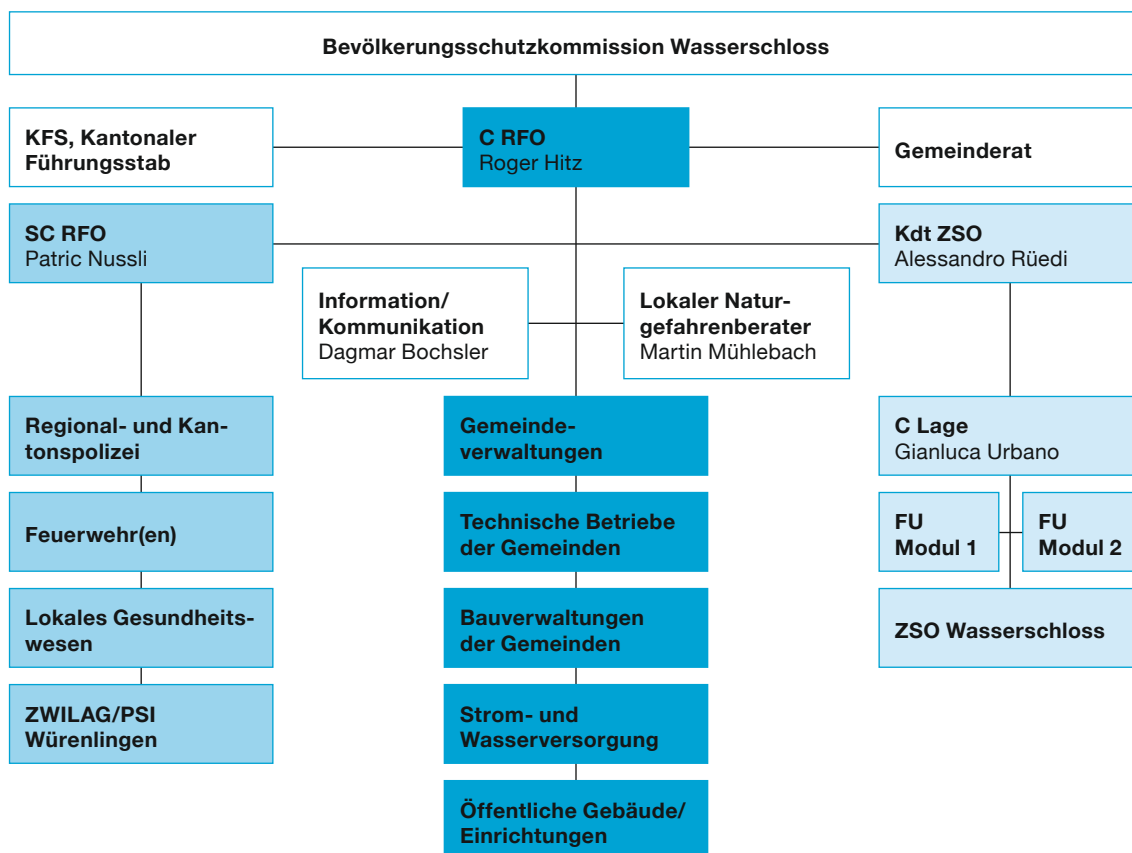 Bevölkerungsschutzkommission Wasserschloss
KFS, Kantonaler
Führungsstab
C RFO
Roger Hitz
Gemeinderat
SC RFO
Patric Nussli
Kdt ZSO
Alessandro Rüedi
Information/
Kommunikation
Dagmar Bochsler
Lokaler Natur-
gefahrenberater
Martin Mühlebach
Regional- und Kan-
tonspolizei
Gemeinde-
verwaltungen
C Lage
Gianluca Urbano
Feuerwehr(en)
Technische Betriebe
der Gemeinden
FU
Modul 1
FU
Modul 2
Lokales Gesundheits-
wesen
Bauverwaltungen
der Gemeinden
ZSO Wasserschloss
ZWILAG/PSI
Würenlingen
Strom- und
Wasserversorgung
Öffentliche Gebäude/
Einrichtungen